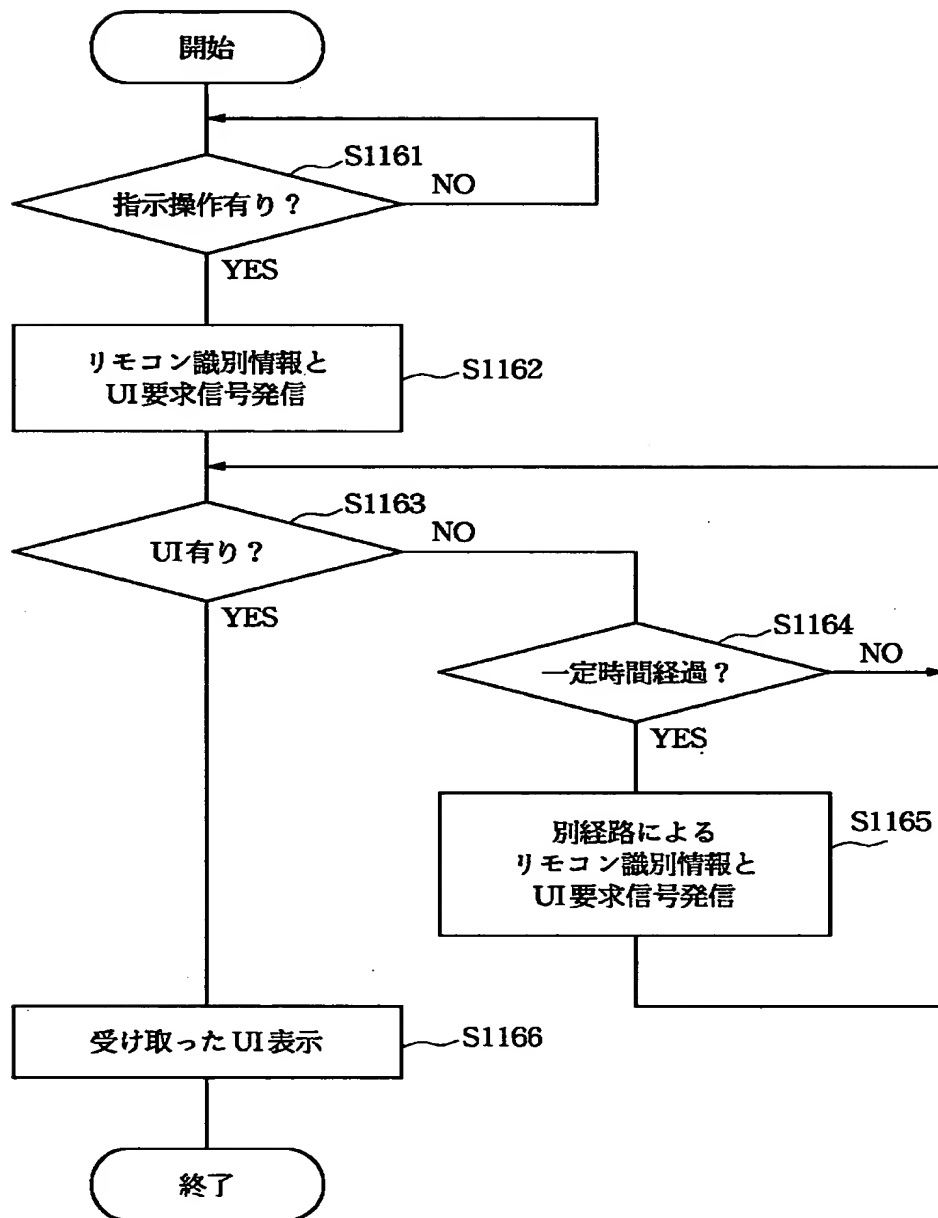 開始
S1161
指示操作有り？
NO
YES
リモコン識別情報と
UI要求信号発信
S1162
S1163
UI有り？
NO
YES
S1164
一定時間経過？
NO
YES
別経路による
リモコン識別情報と
UI要求信号発信
S1165
受け取ったUI表示
S1166
終了